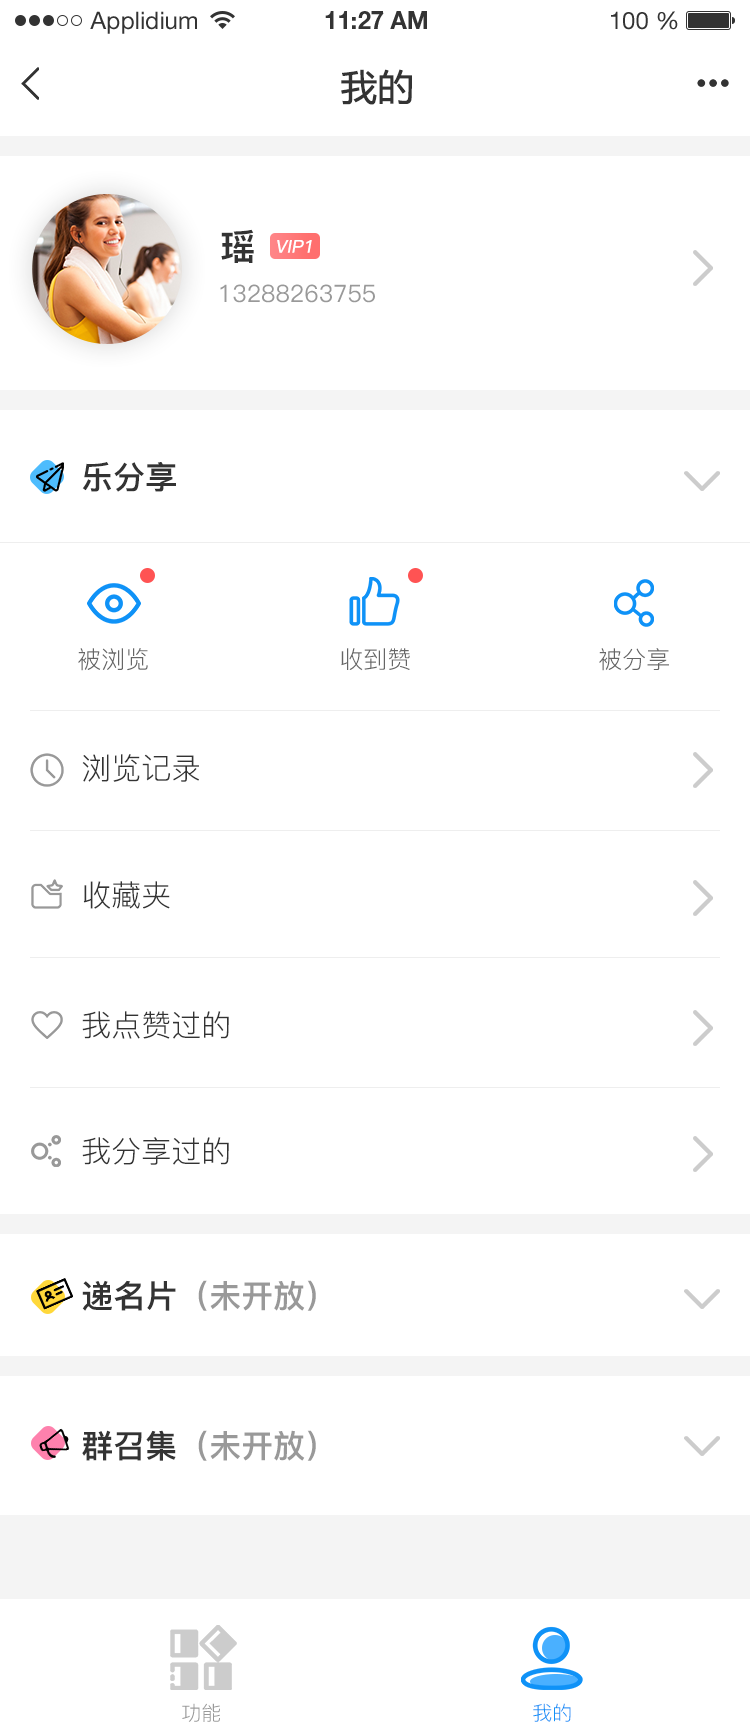 Applidium 11:27 AM 100 %
我的
瑶 VIP1
13288263755
乐分享
被浏览 收到赞 被分享
浏览记录
收藏夹
我点赞过的
我分享过的
递名片（未开放）
群召集（未开放）
功能 我的